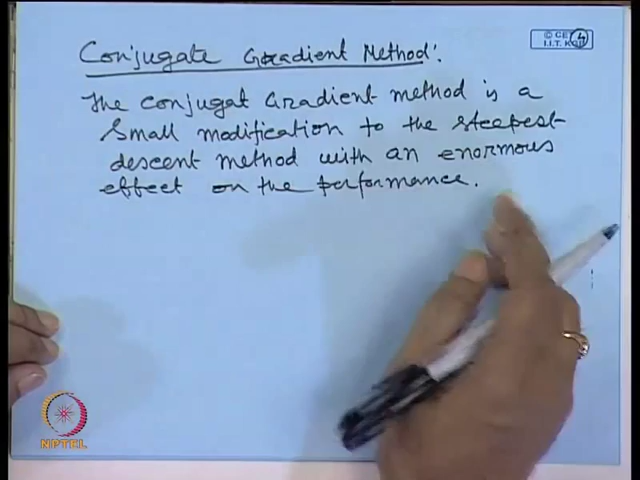 Conjugate Gradient Method:
© CET
I.I.T. KGP
4
The conjugat Gradient method is a
small modification to the steepest
descent method with an enormous
effect on the performance.
NPTEL